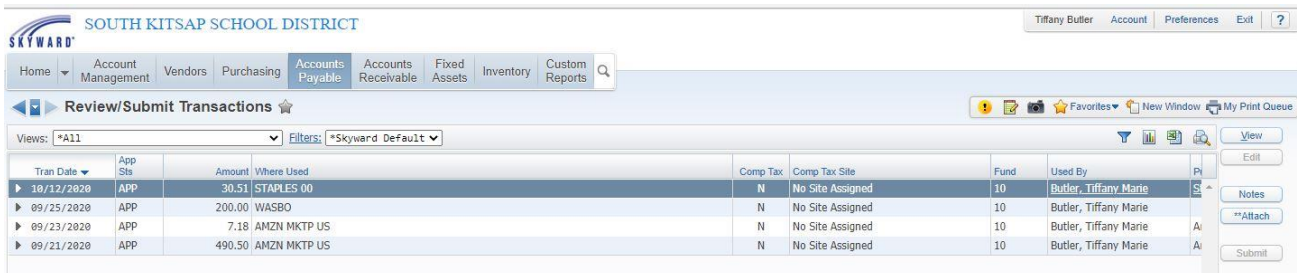 SKYWARD®
SOUTH KITSAP SCHOOL DISTRICT
Tiffany Butler Account Preferences Exit ?
Home Account Management Vendors Purchasing Accounts Payable Accounts Receivable Fixed Assets Inventory Custom Reports
Review/Submit Transactions
Favorites New Window My Print Queue
Views: *All Filters: *Skyward Default
View
Tran Date App Sts Amount Where Used Comp Tax Comp Tax Site Fund Used By
Edit
10/12/2020 APP 30.51 STAPLES 00 N No Site Assigned 10 Butler, Tiffany Marie
Notes
09/25/2020 APP 200.00 WASBO N No Site Assigned 10 Butler, Tiffany Marie
**Attach
09/23/2020 APP 7.18 AMZN MKTP US N No Site Assigned 10 Butler, Tiffany Marie
09/21/2020 APP 490.50 AMZN MKTP US N No Site Assigned 10 Butler, Tiffany Marie
Submit